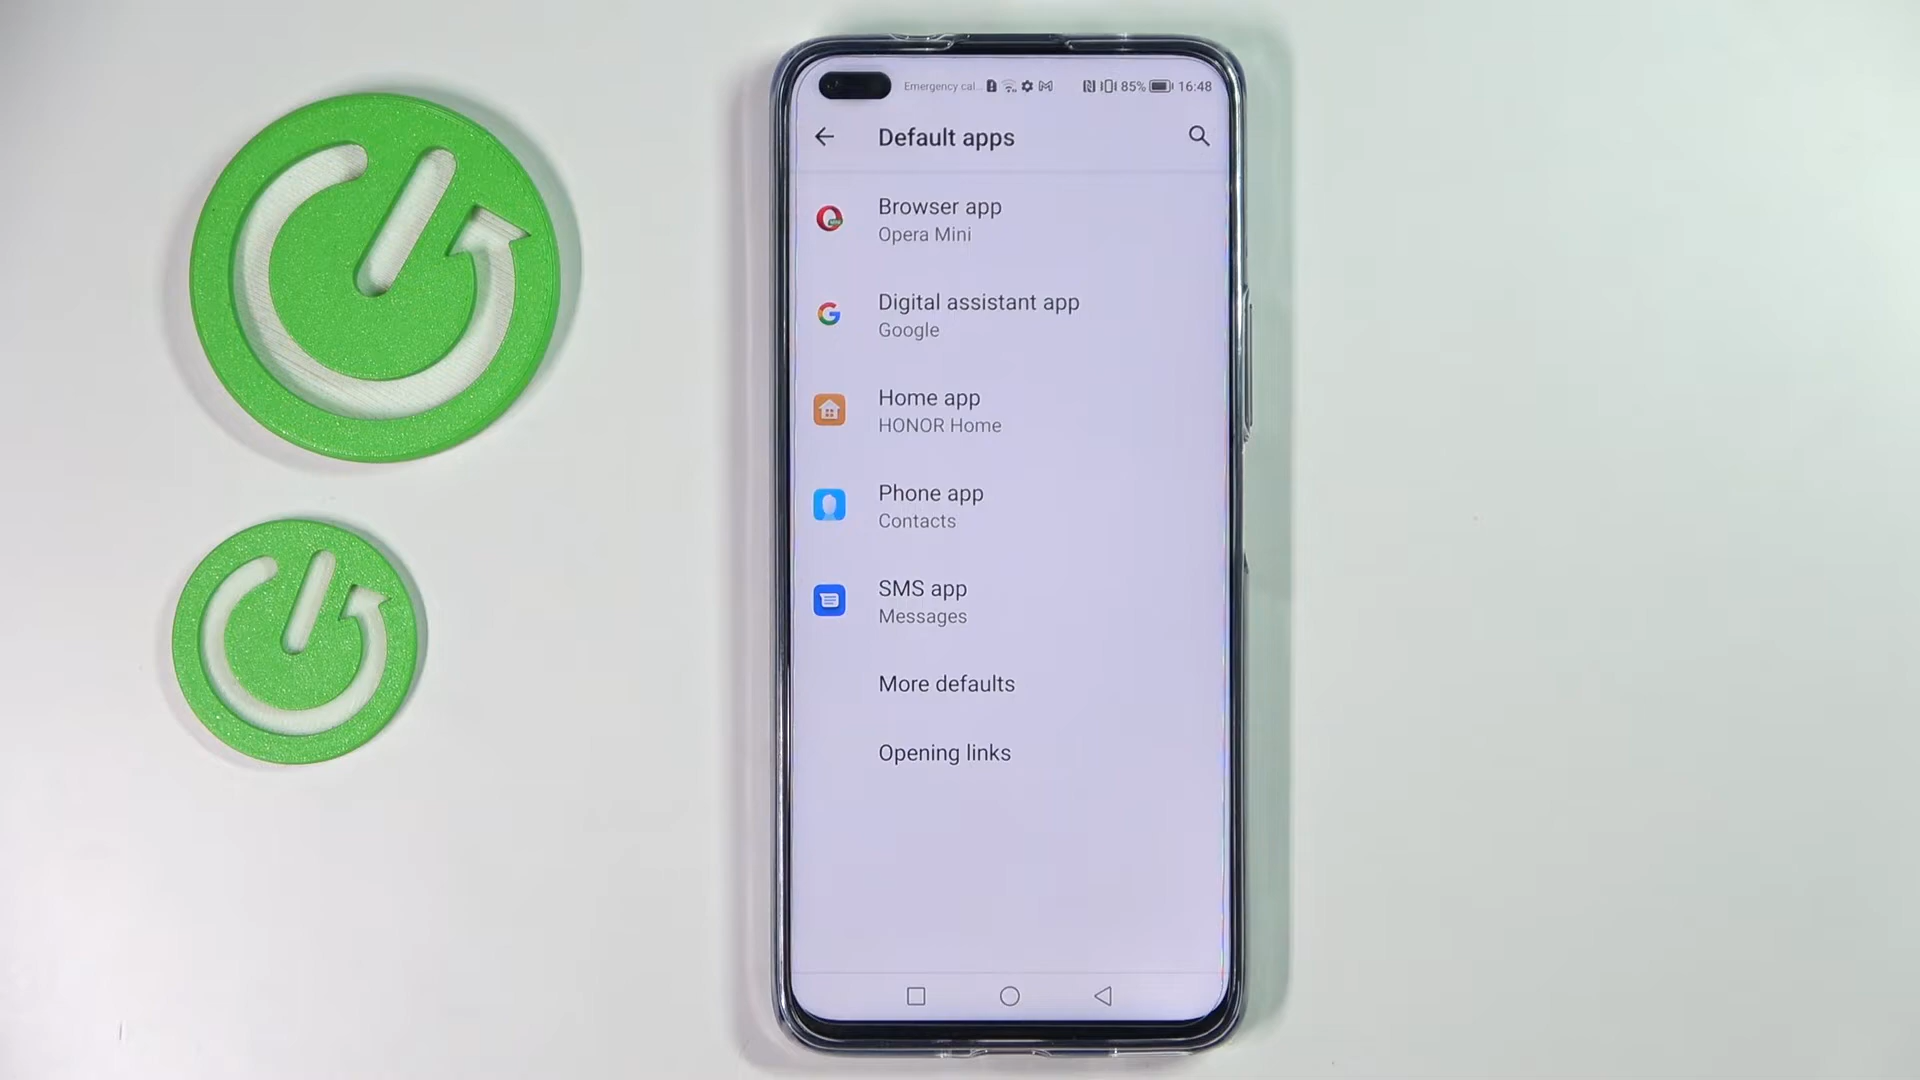 Emergency cal... 85% 16:48
Default apps
Browser app
Opera Mini
Digital assistant app
Google
Home app
HONOR Home
Phone app
Contacts
SMS app
Messages
More defaults
Opening links